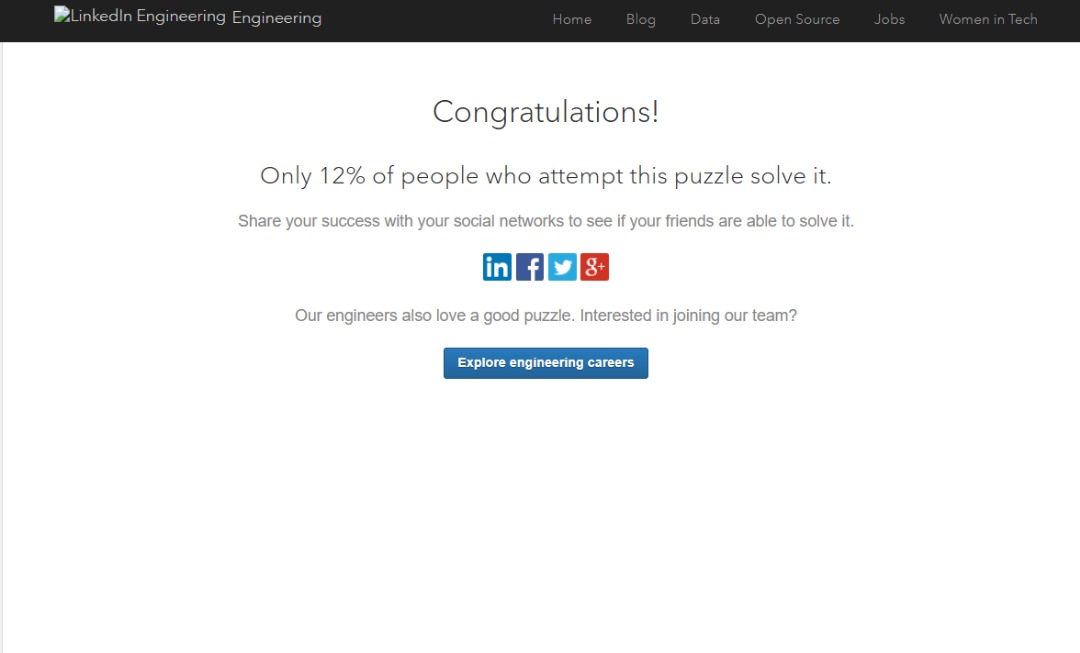 LinkedIn Engineering Engineering Home Blog Data Open Source Jobs Women in Tech
Congratulations!
Only 12% of people who attempt this puzzle solve it.
Share your success with your social networks to see if your friends are able to solve it.
in f g+
Our engineers also love a good puzzle. Interested in joining our team?
Explore engineering careers